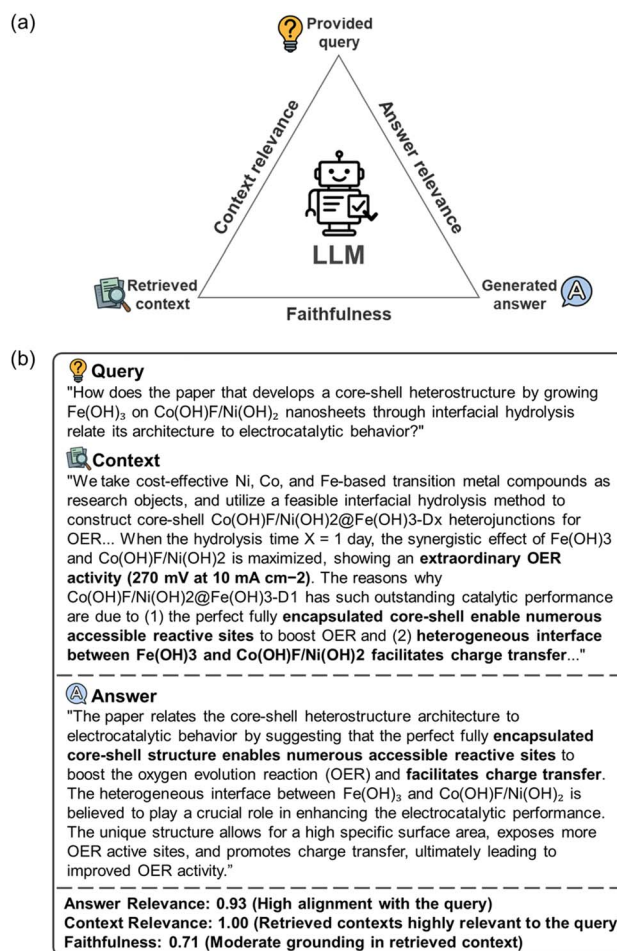 (a)
Provided
query
Context relevance
Answer relevance
LLM
Retrieved
context
Generated
answer
A
Faithfulness
(b)
Query
"How does the paper that develops a core-shell heterostructure by growing
Fe(OH)₃ on Co(OH)F/Ni(OH)₂ nanosheets through interfacial hydrolysis
relate its architecture to electrocatalytic behavior?"
Context
"We take cost-effective Ni, Co, and Fe-based transition metal compounds as
research objects, and utilize a feasible interfacial hydrolysis method to
construct core-shell Co(OH)F/Ni(OH)2@Fe(OH)3-Dx heterojunctions for
OER... When the hydrolysis time X = 1 day, the synergistic effect of Fe(OH)3
and Co(OH)F/Ni(OH)2 is maximized, showing an extraordinary OER
activity (270 mV at 10 mA cm−2). The reasons why
Co(OH)F/Ni(OH)2@Fe(OH)3-D1 has such outstanding catalytic performance
are due to (1) the perfect fully encapsulated core-shell enable numerous
accessible reactive sites to boost OER and (2) heterogeneous interface
between Fe(OH)3 and Co(OH)F/Ni(OH)2 facilitates charge transfer..."
A Answer
"The paper relates the core-shell heterostructure architecture to
electrocatalytic behavior by suggesting that the perfect fully encapsulated
core-shell structure enables numerous accessible reactive sites to
boost the oxygen evolution reaction (OER) and facilitates charge transfer.
The heterogeneous interface between Fe(OH)₃ and Co(OH)F/Ni(OH)₂ is
believed to play a crucial role in enhancing the electrocatalytic performance.
The unique structure allows for a high specific surface area, exposes more
OER active sites, and promotes charge transfer, ultimately leading to
improved OER activity."
Answer Relevance: 0.93 (High alignment with the query)
Context Relevance: 1.00 (Retrieved contexts highly relevant to the query
Faithfulness: 0.71 (Moderate grounding in retrieved context)